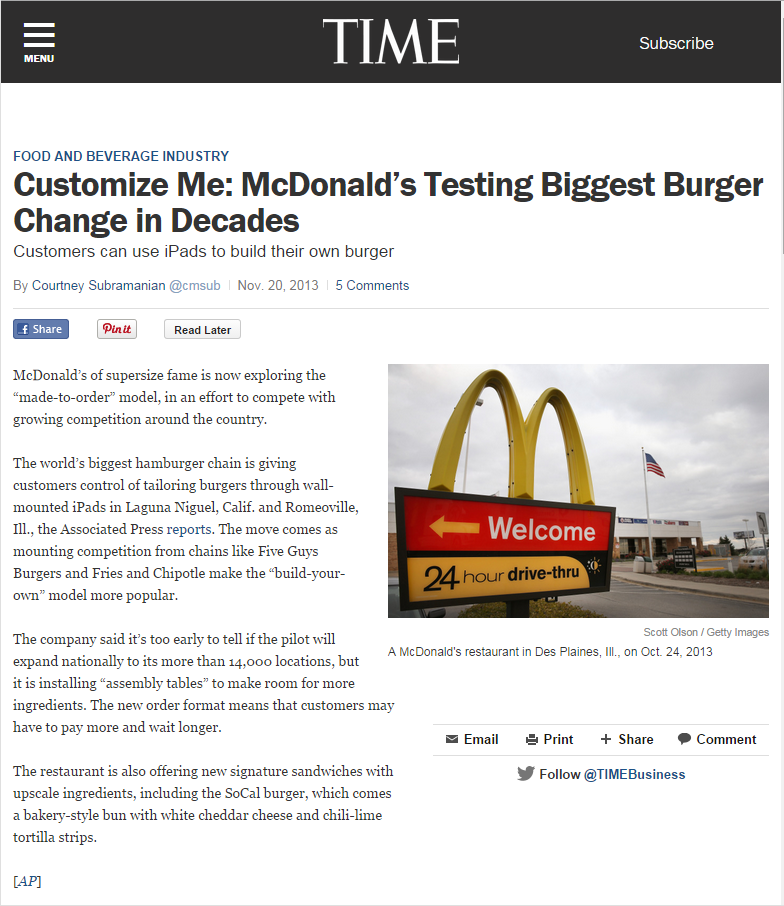 MENU
TIME
Subscribe
FOOD AND BEVERAGE INDUSTRY
Customize Me: McDonald’s Testing Biggest Burger
Change in Decades
Customers can use iPads to build their own burger
By Courtney Subramanian @cmsub | Nov. 20, 2013 | 5 Comments
f Share
Pin it
Read Later
McDonald’s of supersize fame is now exploring the
“made-to-order” model, in an effort to compete with
growing competition around the country.
The world’s biggest hamburger chain is giving
customers control of tailoring burgers through wall-
mounted iPads in Laguna Niguel, Calif. and Romeoville,
Ill., the Associated Press reports. The move comes as
mounting competition from chains like Five Guys
Burgers and Fries and Chipotle make the “build-your-
own” model more popular.
The company said it’s too early to tell if the pilot will
expand nationally to its more than 14,000 locations, but
it is installing “assembly tables” to make room for more
ingredients. The new order format means that customers may
have to pay more and wait longer.
The restaurant is also offering new signature sandwiches with
upscale ingredients, including the SoCal burger, which comes
a bakery-style bun with white cheddar cheese and chili-lime
tortilla strips.
[AP]
Welcome
24 hour drive-thru
Scott Olson / Getty Images
A McDonald's restaurant in Des Plaines, Ill., on Oct. 24, 2013
Email
Print
Share
Comment
Follow @TIMEBusiness